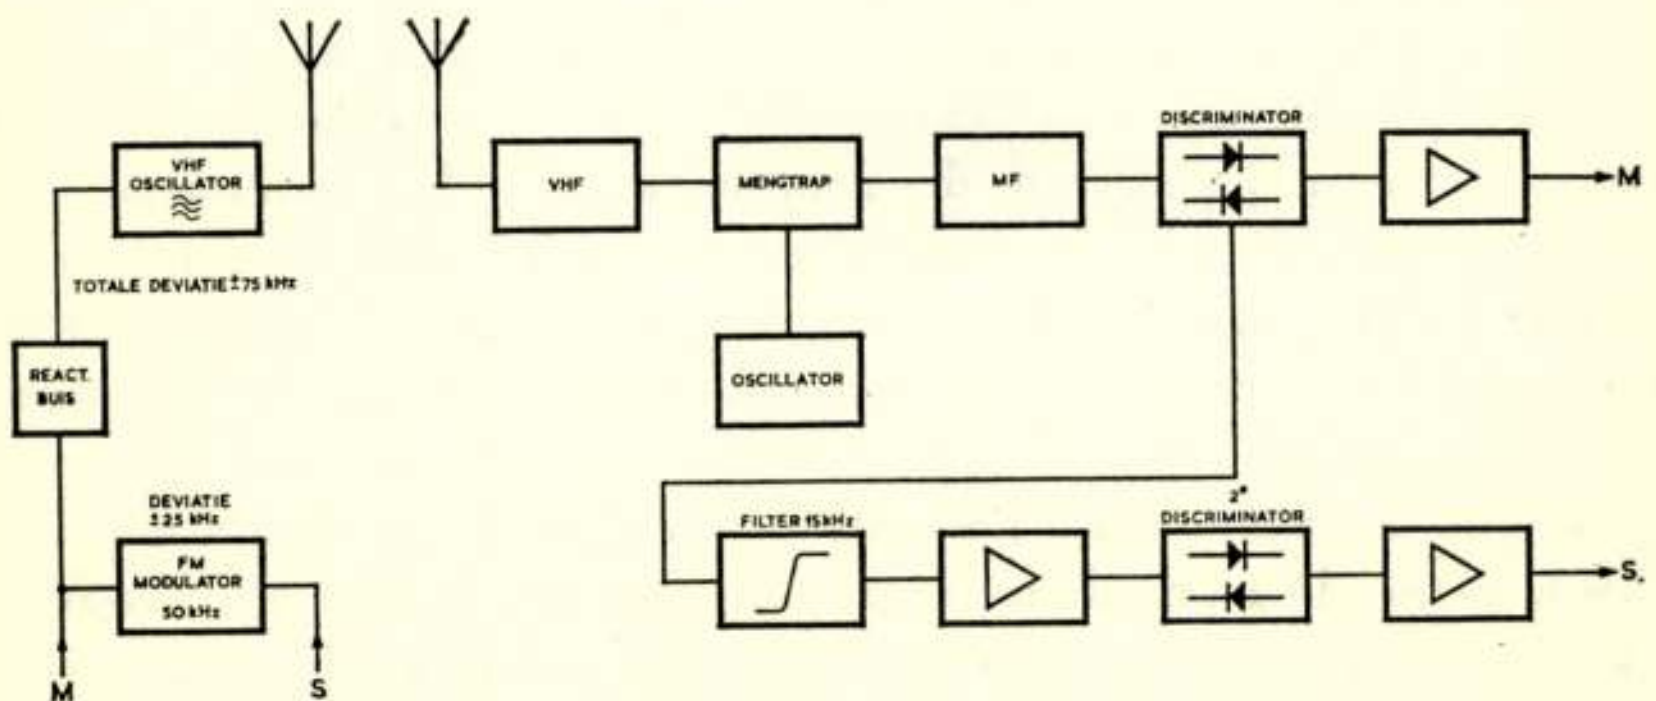 VHF
OSCILLATOR
TOTALE DEVIATIE ±75 kHz
REACT.
BUIS
DEVIATIE
±25 kHz
FM
MODULATOR
50 kHz
M
S
VHF
MENGTRAP
MF
DISCRIMINATOR
M
OSCILLATOR
FILTER 15 kHz
2e
DISCRIMINATOR
S.